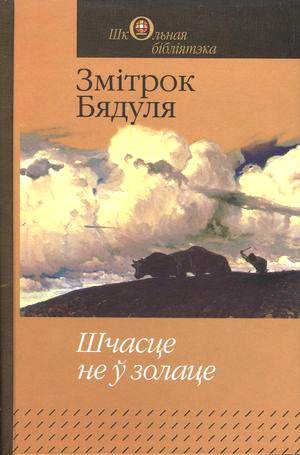 Школьная
бібліятэка
Змітрок
Бядуля
Шчасце
не ў золаце